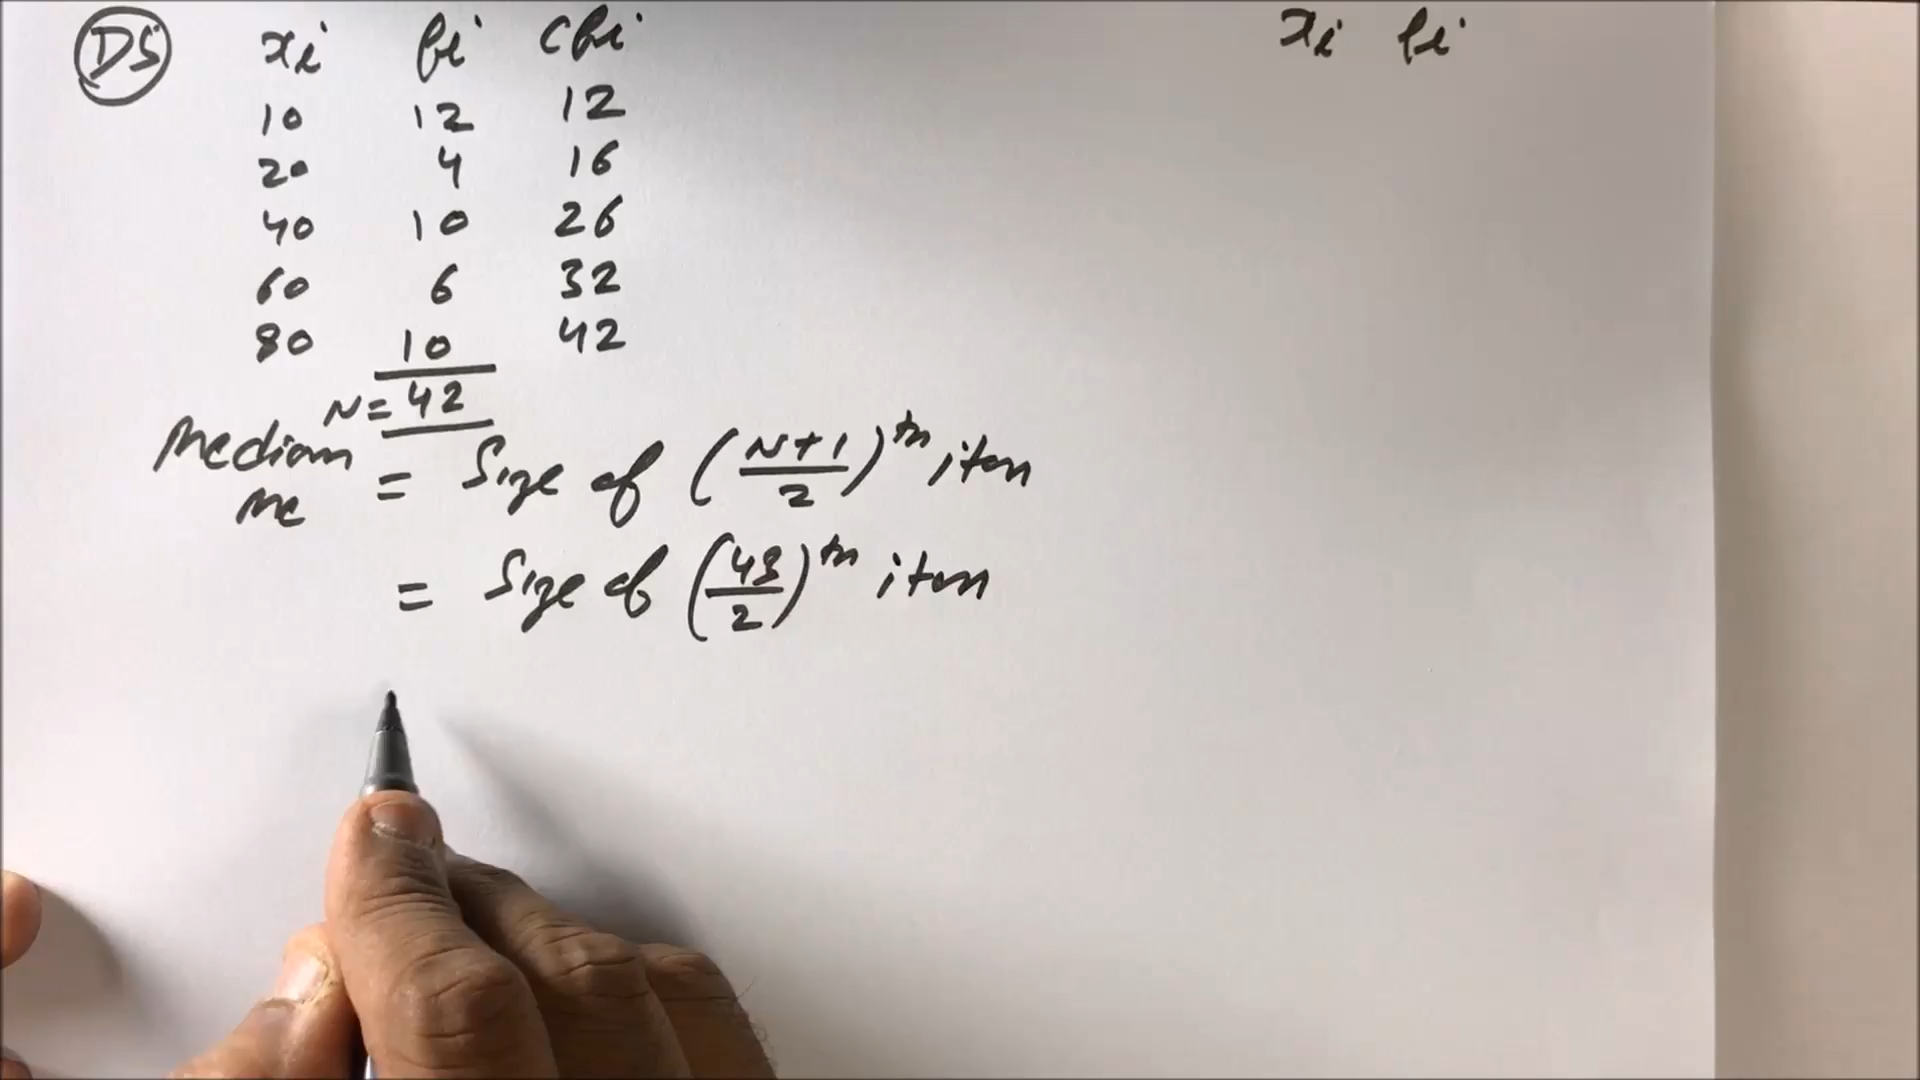 DS xi fi cfi xi fi
10 12 12
20 4 16
40 10 26
60 6 32
80 10 42
N = 42
Median Me = Size of (N+1/2)th item
= Size of (43/2)th item